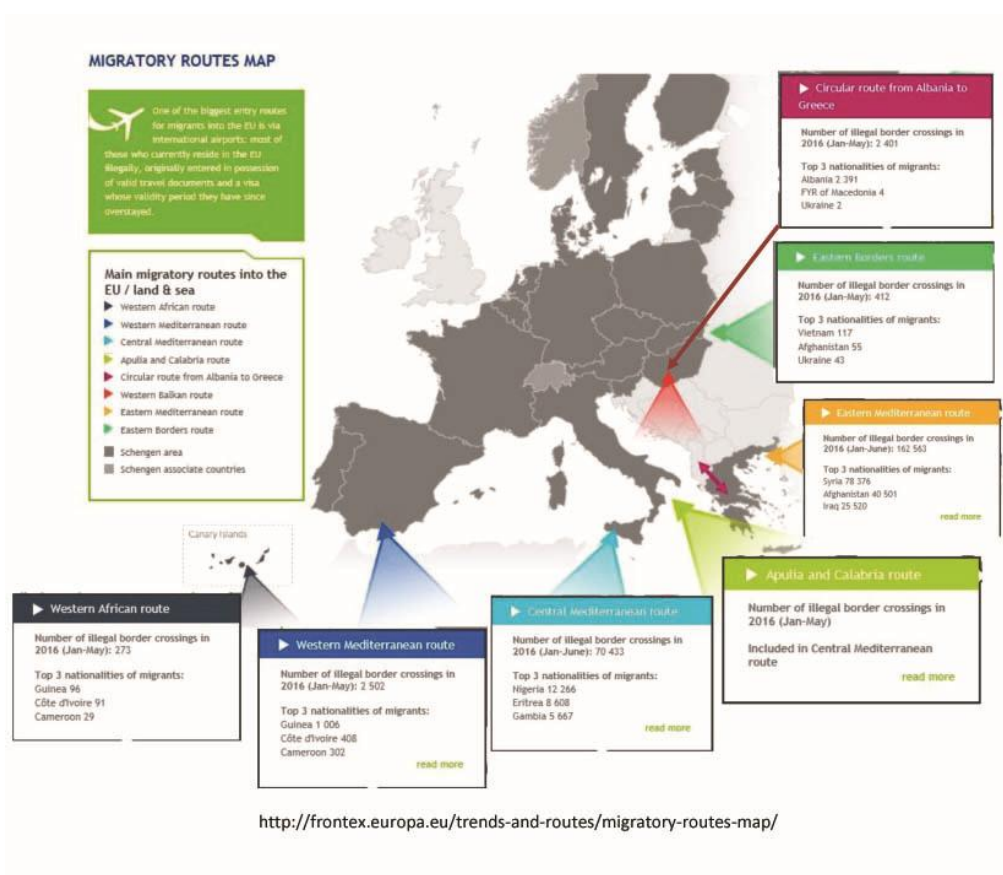 MIGRATORY ROUTES MAP
One of the biggest entry routes
for migrants into the EU is via
international airports: most of
those who currently reside in the EU
illegally, originally entered in possession
of valid travel documents and a visa
whose validity period they have since
overstayed.
Main migratory routes into the
EU / land & sea
Western African route
Western Mediterranean route
Central Mediterranean route
Apulia and Calabria route
Circular route from Albania to Greece
Western Balkan route
Eastern Mediterranean route
Eastern Borders route
Schengen area
Schengen associate countries
Circular route from Albania to
Greece
Number of illegal border crossings in
2016 (Jan-May): 2 401
Top 3 nationalities of migrants:
Albania 2 391
FYR of Macedonia 4
Ukraine 2
Eastern Borders route
Number of illegal border crossings in
2016 (Jan-May): 412
Top 3 nationalities of migrants:
Vietnam 117
Afghanistan 55
Ukraine 43
Eastern Mediterranean route
Number of illegal border crossings in
2016 (Jan-June): 162 563
Top 3 nationalities of migrants:
Syria 78 376
Afghanistan 40 501
Iraq 25 520
read more
Canary Islands
Western African route
Number of illegal border crossings in
2016 (Jan-May): 273
Top 3 nationalities of migrants:
Guinea 96
Côte d'Ivoire 91
Cameroon 29
Western Mediterranean route
Number of illegal border crossings in
2016 (Jan-May): 2 502
Top 3 nationalities of migrants:
Guinea 1 006
Côte d'Ivoire 408
Cameroon 302
read more
Central Mediterranean route
Number of illegal border crossings in
2016 (Jan-June): 70 433
Top 3 nationalities of migrants:
Nigeria 12 266
Eritrea 8 608
Gambia 5 667
read more
Apulia and Calabria route
Number of illegal border crossings in
2016 (Jan-May)
Included in Central Mediterranean
route
read more
http://frontex.europa.eu/trends-and-routes/migratory-routes-map/